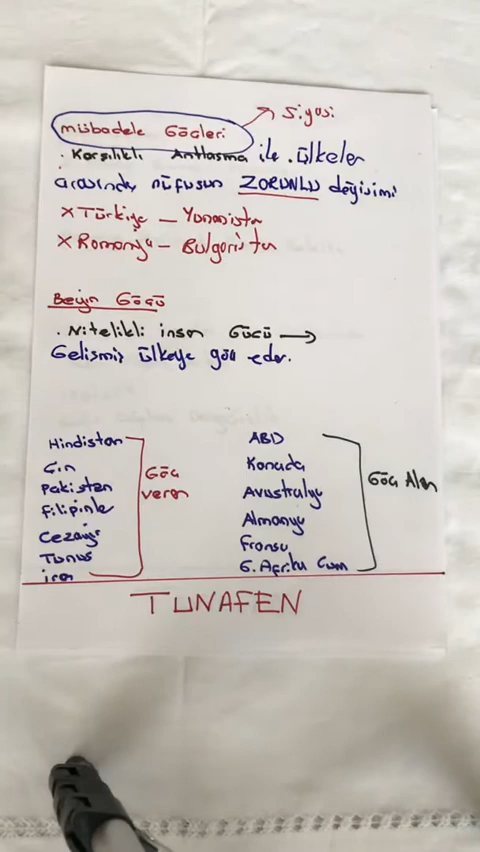 Siyasi
mübadele Göçleri
. Karşılıklı Antlaşma ile . ülkeler
arasında nüfusun ZORUNLU değişimi
x Türkiye – Yunanistan
x Romanya – Bulgaristan
Beyin Göçü
. Nitelikli insan Gücü →
Gelişmiş ülkeye göç eder.
Hindistan
Çin
Pakistan
Filipinler
Cezayir
Tunus
iran
Göç
veren
ABD
Kanada
Avustralya
Almanya
Fransa
G. Afrika Cum
Göç Alan
TUNAFEN